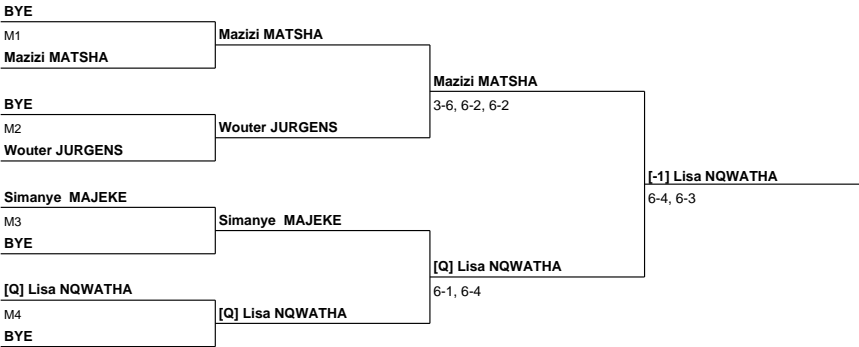 BYE
M1
Mazizi MATSHA
BYE
M2
Wouter JURGENS
Simanye MAJEKE
M3
BYE
[Q] Lisa NQWATHA
M4
BYE
Mazizi MATSHA
Wouter JURGENS
Simanye MAJEKE
[Q] Lisa NQWATHA
Mazizi MATSHA
3-6, 6-2, 6-2
[Q] Lisa NQWATHA
6-1, 6-4
[-1] Lisa NQWATHA
6-4, 6-3